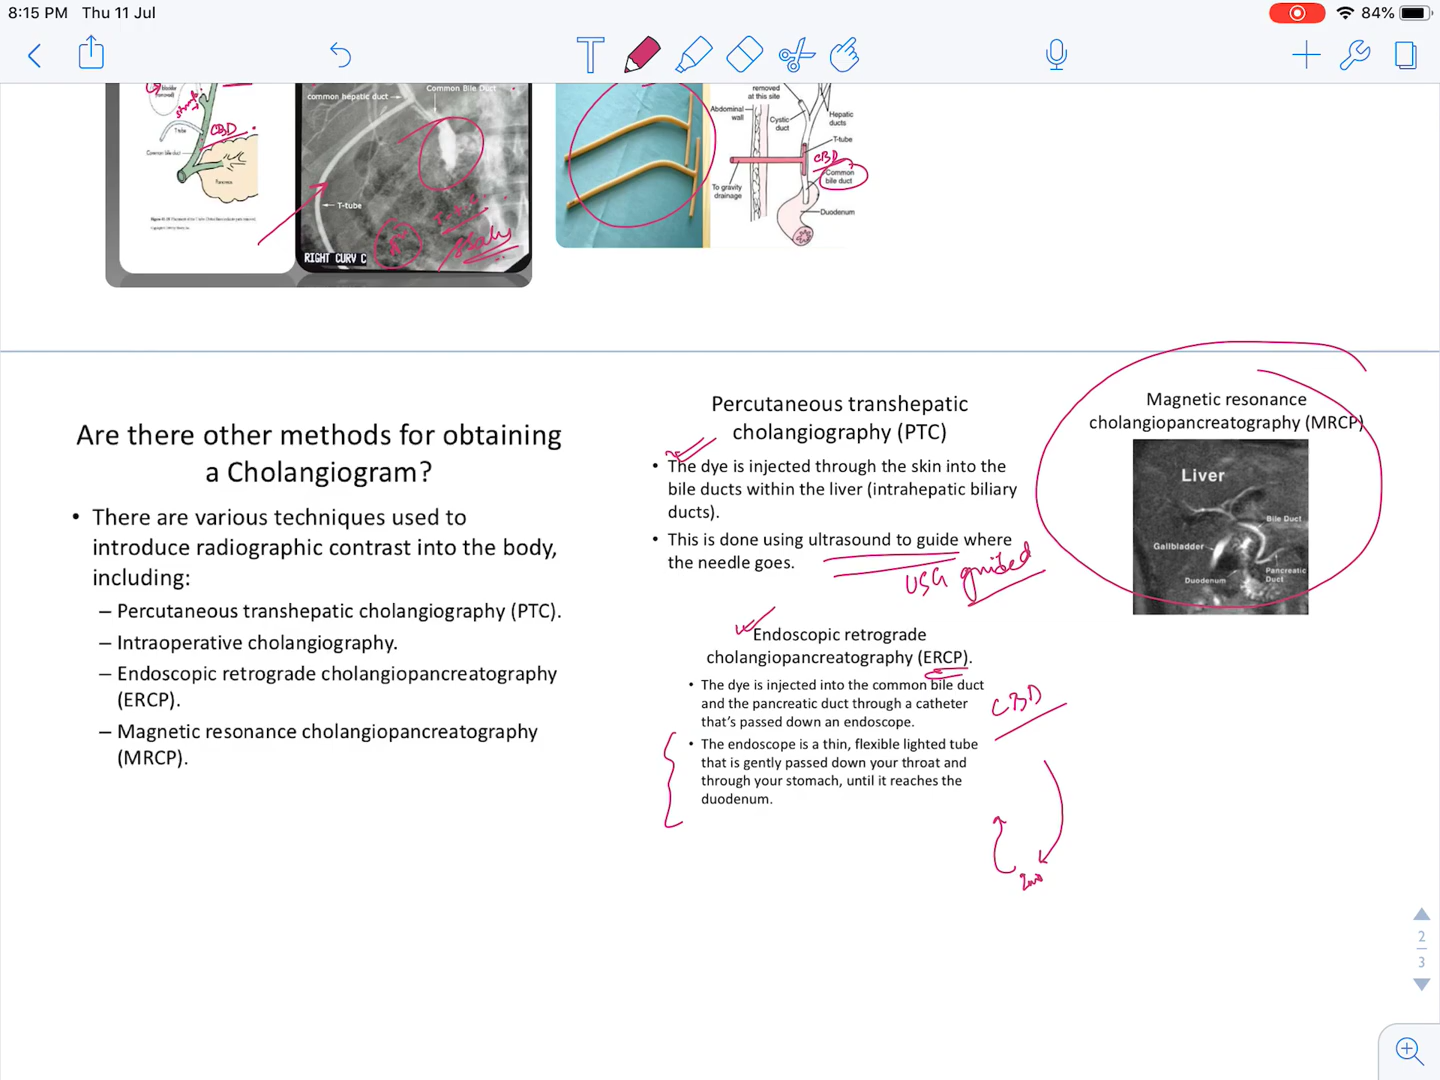 8:15 PM Thu 11 Jul
84%
bladder
T-tube
CBD
Common bile duct
Pancreas
common hepatic duct
Common Bile Duct
T-tube
RIGHT CURV C
removed
at this site
Abdominal
wall
Cystic
duct
Hepatic
ducts
T-tube
CBD
Common
bile duct
To gravity
drainage
Duodenum
Are there other methods for obtaining
a Cholangiogram?
• There are various techniques used to
introduce radiographic contrast into the body,
including:
– Percutaneous transhepatic cholangiography (PTC).
– Intraoperative cholangiography.
– Endoscopic retrograde cholangiopancreatography
(ERCP).
– Magnetic resonance cholangiopancreatography
(MRCP).
Percutaneous transhepatic
cholangiography (PTC)
• The dye is injected through the skin into the
bile ducts within the liver (intrahepatic biliary
ducts).
• This is done using ultrasound to guide where
the needle goes.
USG guided
Endoscopic retrograde
cholangiopancreatography (ERCP).
• The dye is injected into the common bile duct
and the pancreatic duct through a catheter
that's passed down an endoscope.
CBD
• The endoscope is a thin, flexible lighted tube
that is gently passed down your throat and
through your stomach, until it reaches the
duodenum.
Magnetic resonance
cholangiopancreatography (MRCP)
Liver
Bile Duct
Gallbladder
Pancreatic
Duct
Duodenum
2
3